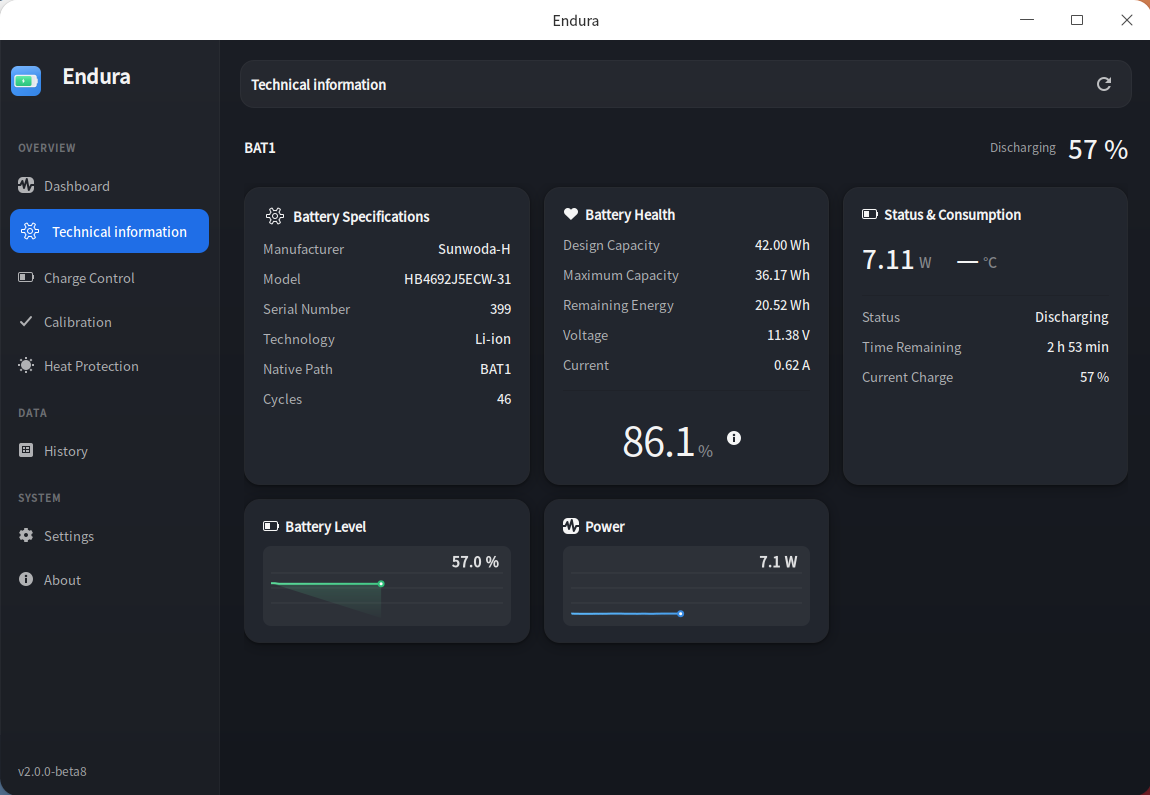 Endura
Endura
OVERVIEW
Dashboard
Technical information
Charge Control
Calibration
Heat Protection
DATA
History
SYSTEM
Settings
About
v2.0.0-beta8
Technical information
BAT1
Discharging 57 %
Battery Specifications
Manufacturer Sunwoda-H
Model HB4692J5ECW-31
Serial Number 399
Technology Li-ion
Native Path BAT1
Cycles 46
Battery Health
Design Capacity 42.00 Wh
Maximum Capacity 36.17 Wh
Remaining Energy 20.52 Wh
Voltage 11.38 V
Current 0.62 A
86.1 %
Status & Consumption
7.11 W — °C
Status Discharging
Time Remaining 2 h 53 min
Current Charge 57 %
Battery Level
57.0 %
Power
7.1 W